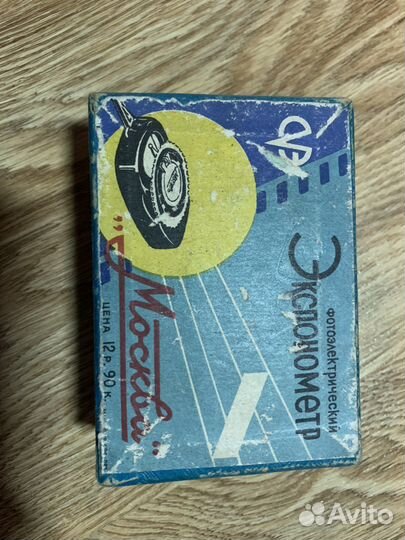 Фотоэлектрический
Экспонометр
"Москва"
ЦЕНА 12 Р. 90 К.
Avito